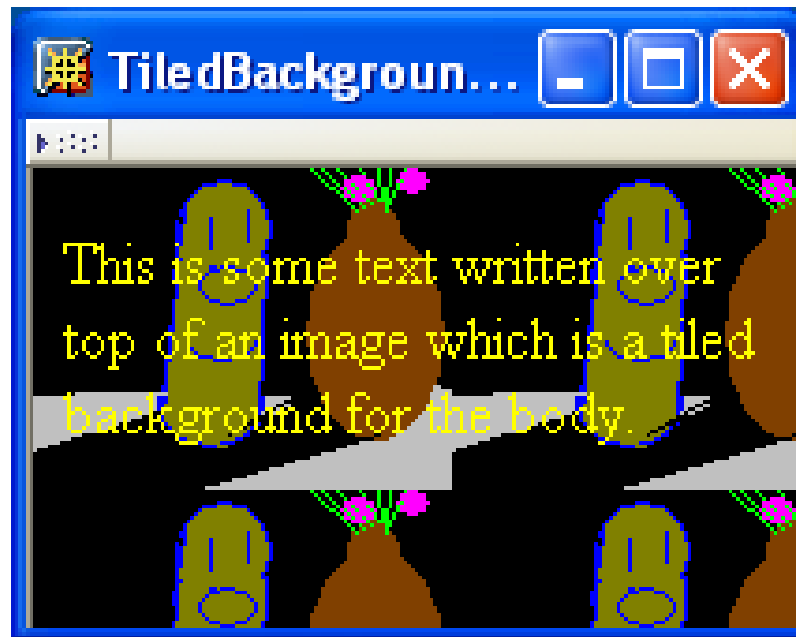 TiledBackgroun...
This is some text written over
top of an image which is a tiled
background for the body.